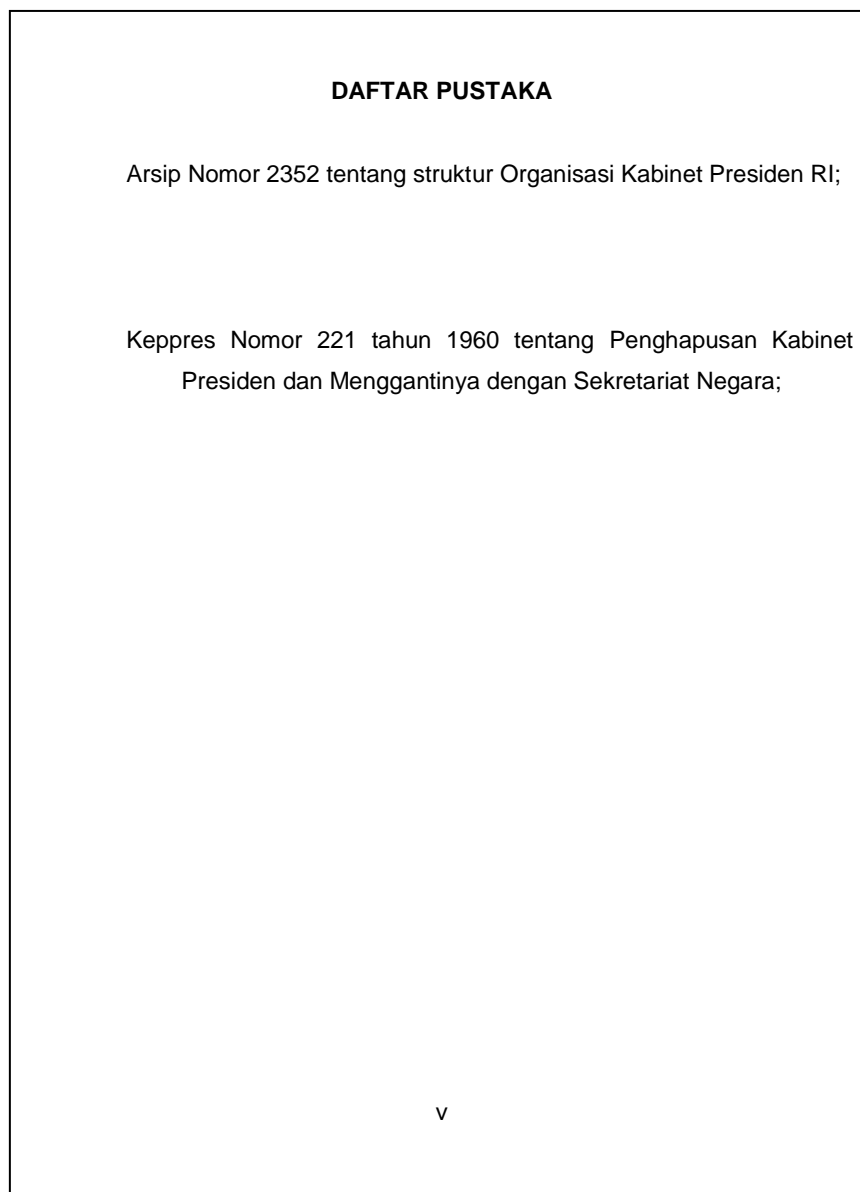 DAFTAR PUSTAKA
Arsip Nomor 2352 tentang struktur Organisasi Kabinet Presiden RI;
Keppres Nomor 221 tahun 1960 tentang Penghapusan Kabinet
Presiden dan Menggantinya dengan Sekretariat Negara;
v